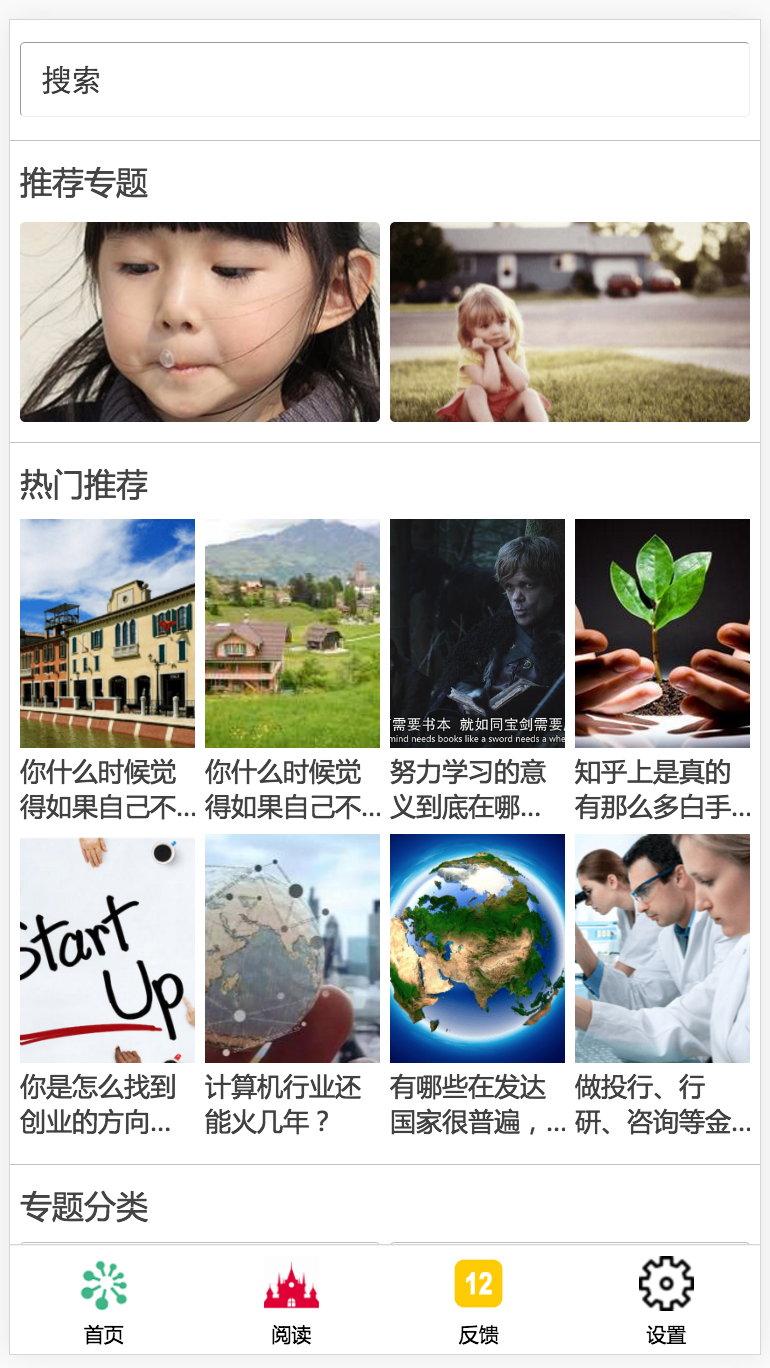 搜索
推荐专题
热门推荐
需要书本 就如同宝剑需要
mind needs books like a sword needs a whe
你什么时候觉
得如果自己不...
你什么时候觉
得如果自己不...
努力学习的意
义到底在哪...
知乎上是真的
有那么多白手...
Start
Up
你是怎么找到
创业的方向...
计算机行业还
能火几年？
有哪些在发达
国家很普遍，...
做投行、行
研、咨询等金...
专题分类
12
首页
阅读
反馈
设置